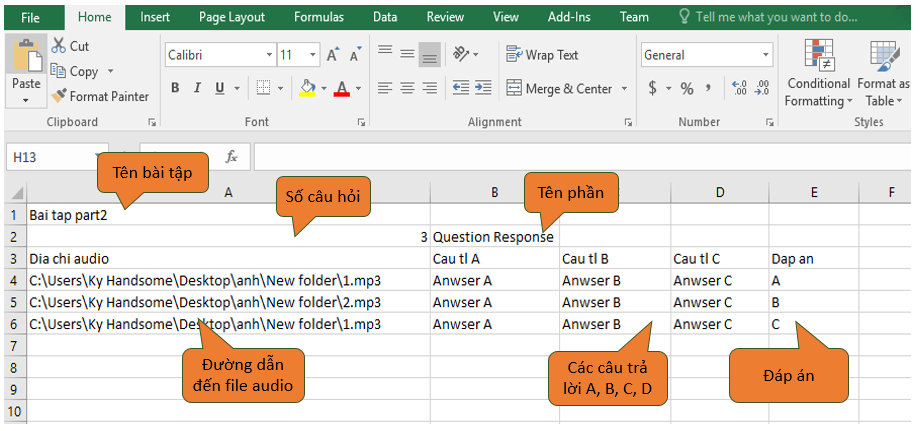 File Home Insert Page Layout Formulas Data Review View Add-Ins Team Tell me what you want to do...
Cut
Copy
Format Painter
Paste
Clipboard
Calibri 11 A A
B I U A
Font
Wrap Text
Merge & Center
Alignment
General
$ % , .0 .00 .00 .0
Number
Conditional Formatting
Format as Table
Styles
H13 fx
A B C D E F
Tên bài tập
Số câu hỏi
Tên phần
1 Bai tap part2
2 3 Question Response
3 Dia chi audio Cau tl A Cau tl B Cau tl C Dap an
4 C:\Users\Ky Handsome\Desktop\anh\New folder\1.mp3 Anwser A Anwser B Anwser C A
5 C:\Users\Ky Handsome\Desktop\anh\New folder\2.mp3 Anwser A Anwser B Anwser C B
6 C:\Users\Ky Handsome\Desktop\anh\New folder\1.mp3 Anwser A Anwser B Anwser C C
7
8
9
10
Đường dẫn
đến file audio
Các câu trả
lời A, B, C, D
Đáp án